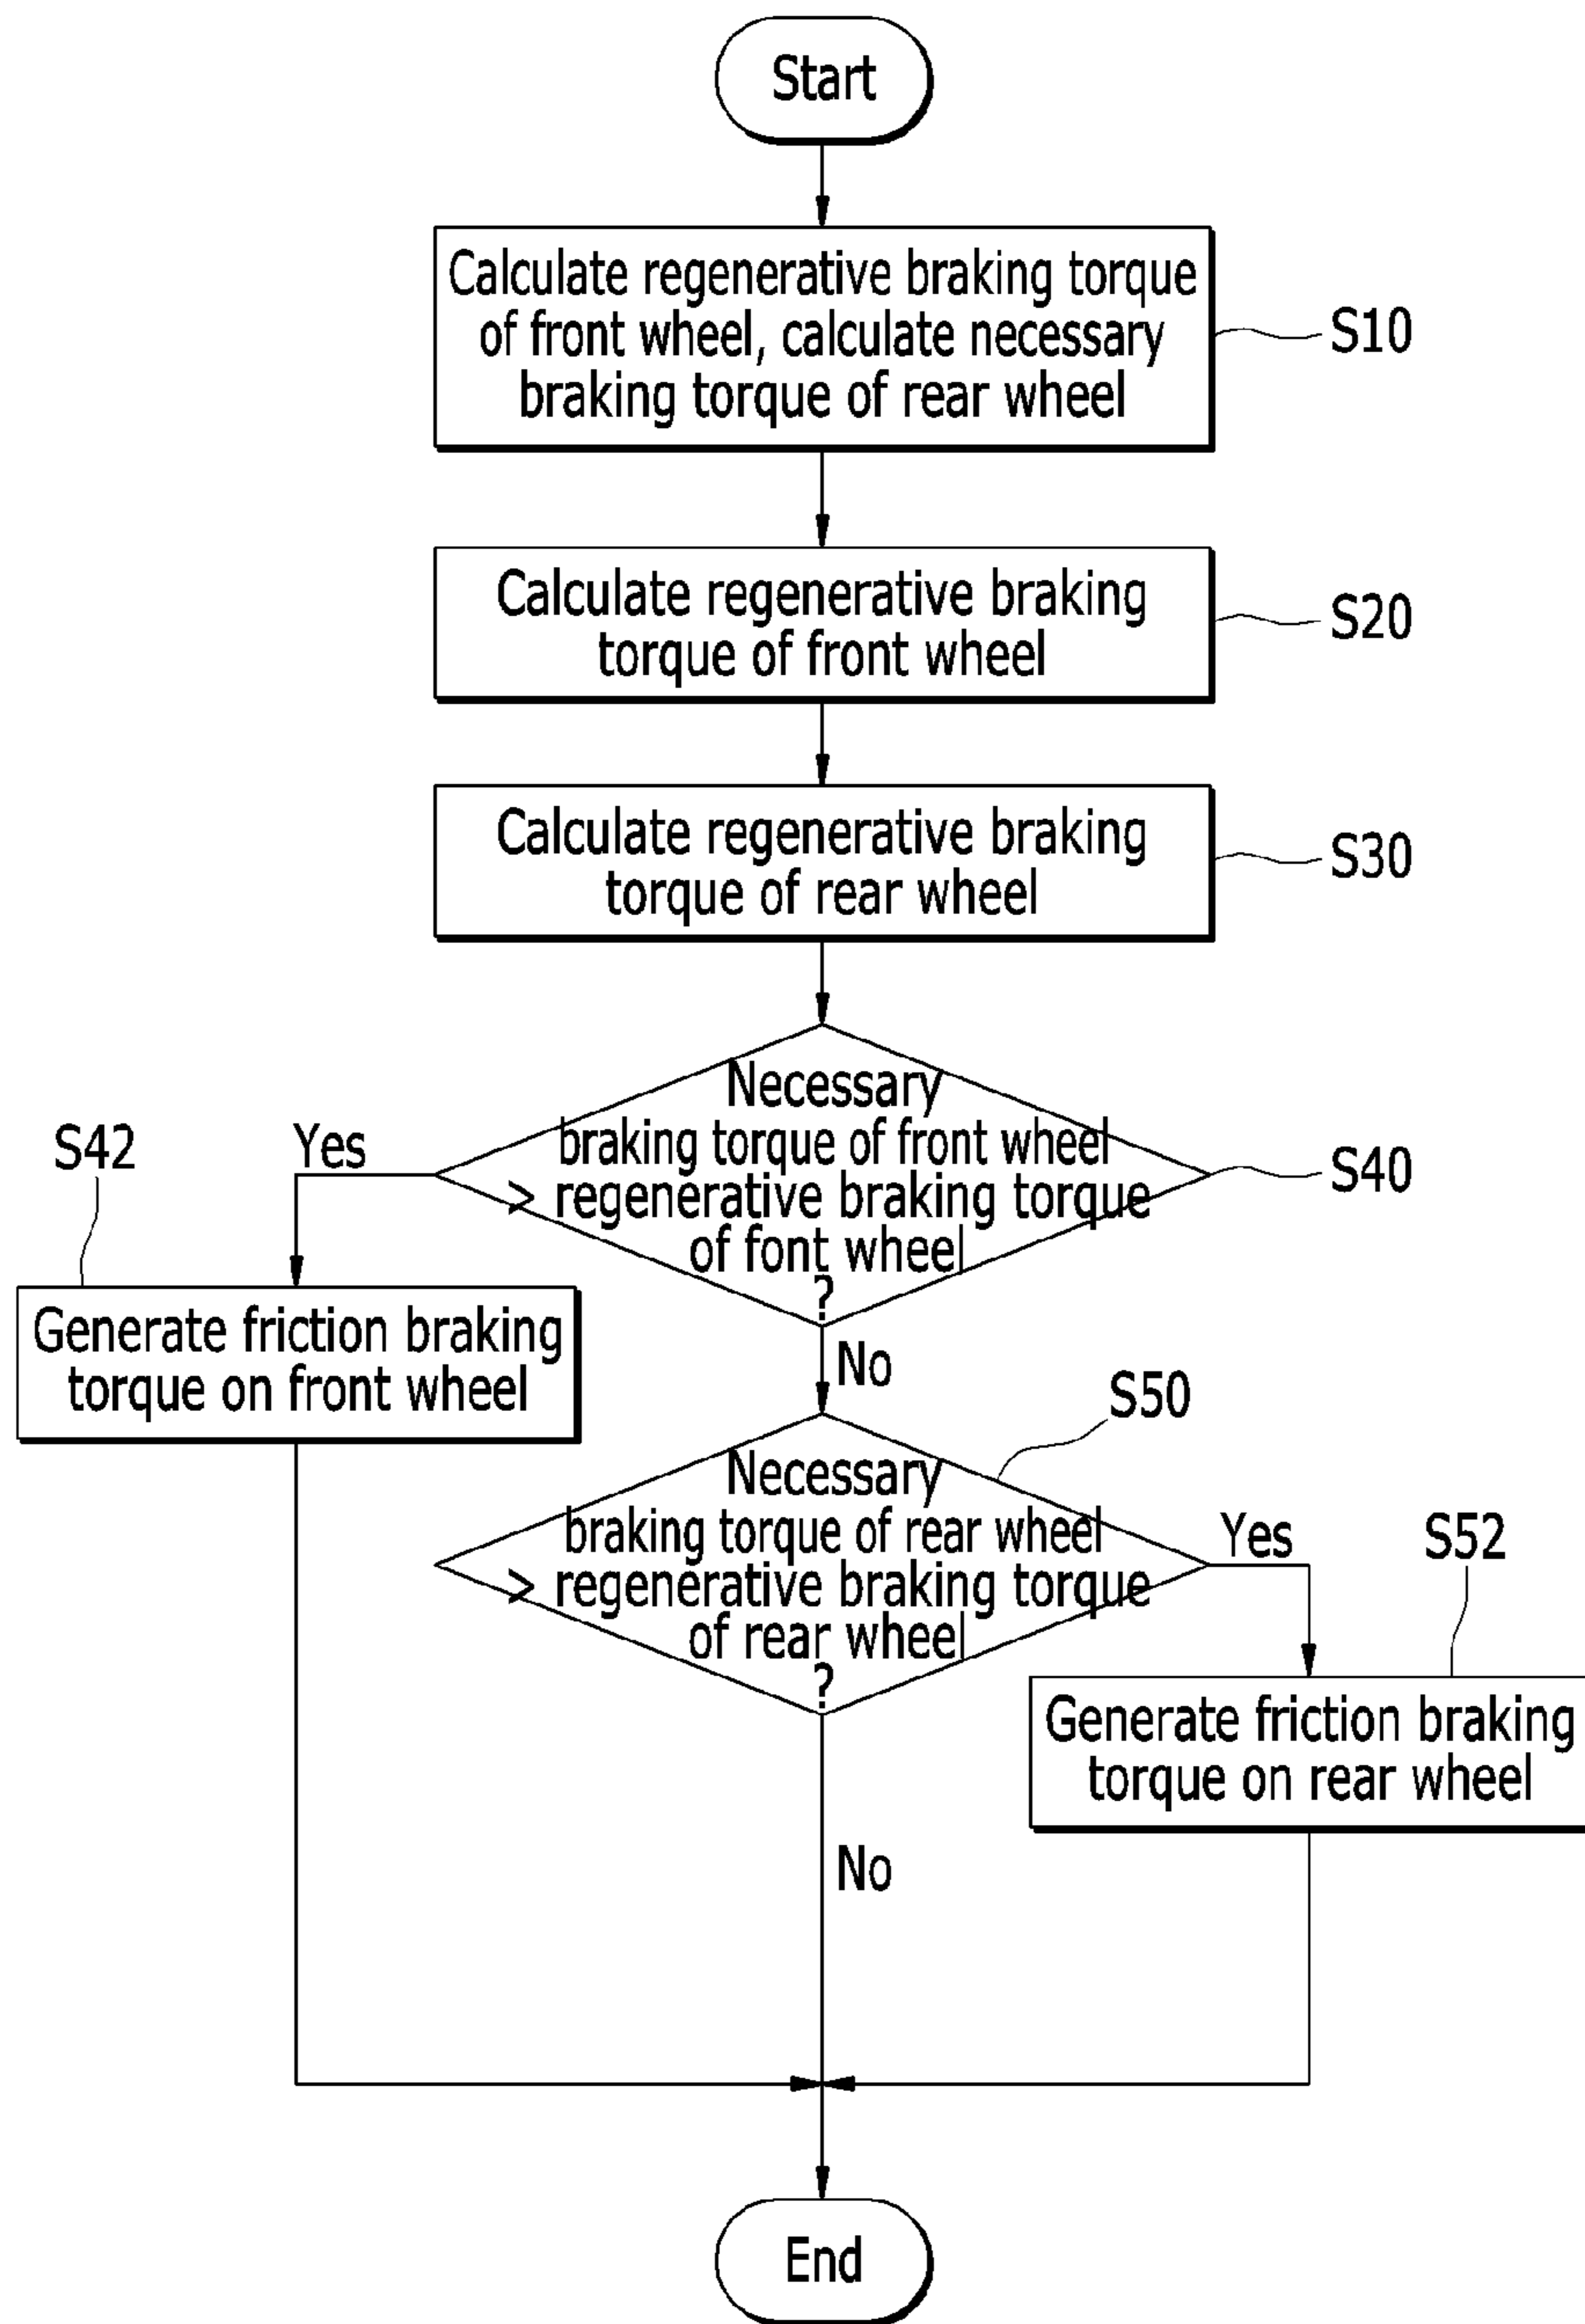 Start
Calculate regenerative braking torque
of front wheel, calculate necessary
braking torque of rear wheel
S10
Calculate regenerative braking
torque of front wheel
S20
Calculate regenerative braking
torque of rear wheel
S30
Necessary
braking torque of front wheel
> regenerative braking torque
of font wheel
?
S40
Yes
S42
Generate friction braking
torque on front wheel
No
S50
Necessary
braking torque of rear wheel
> regenerative braking torque
of rear wheel
?
Yes
S52
Generate friction braking
torque on rear wheel
No
End